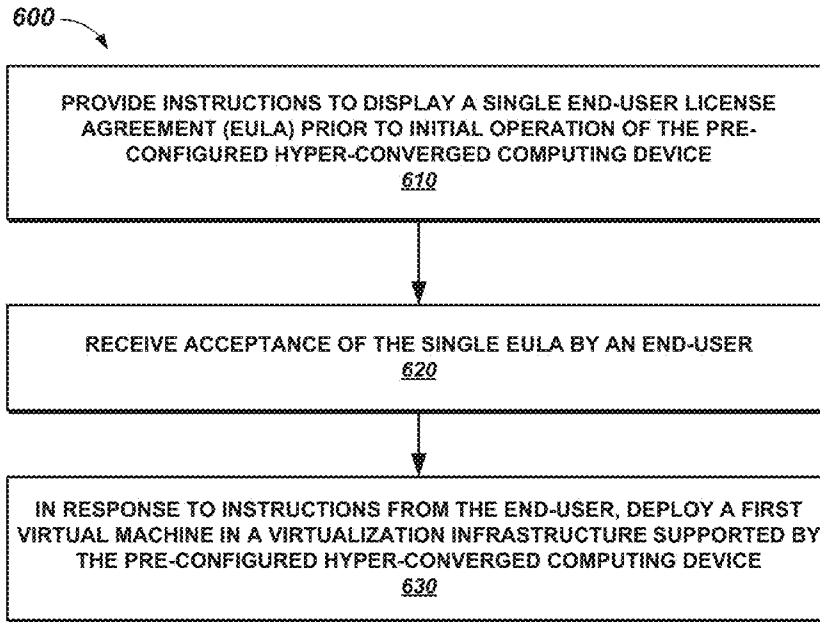 600
PROVIDE INSTRUCTIONS TO DISPLAY A SINGLE END-USER LICENSE
AGREEMENT (EULA) PRIOR TO INITIAL OPERATION OF THE PRE-
CONFIGURED HYPER-CONVERGED COMPUTING DEVICE
610
RECEIVE ACCEPTANCE OF THE SINGLE EULA BY AN END-USER
620
IN RESPONSE TO INSTRUCTIONS FROM THE END-USER, DEPLOY A FIRST
VIRTUAL MACHINE IN A VIRTUALIZATION INFRASTRUCTURE SUPPORTED BY
THE PRE-CONFIGURED HYPER-CONVERGED COMPUTING DEVICE
630